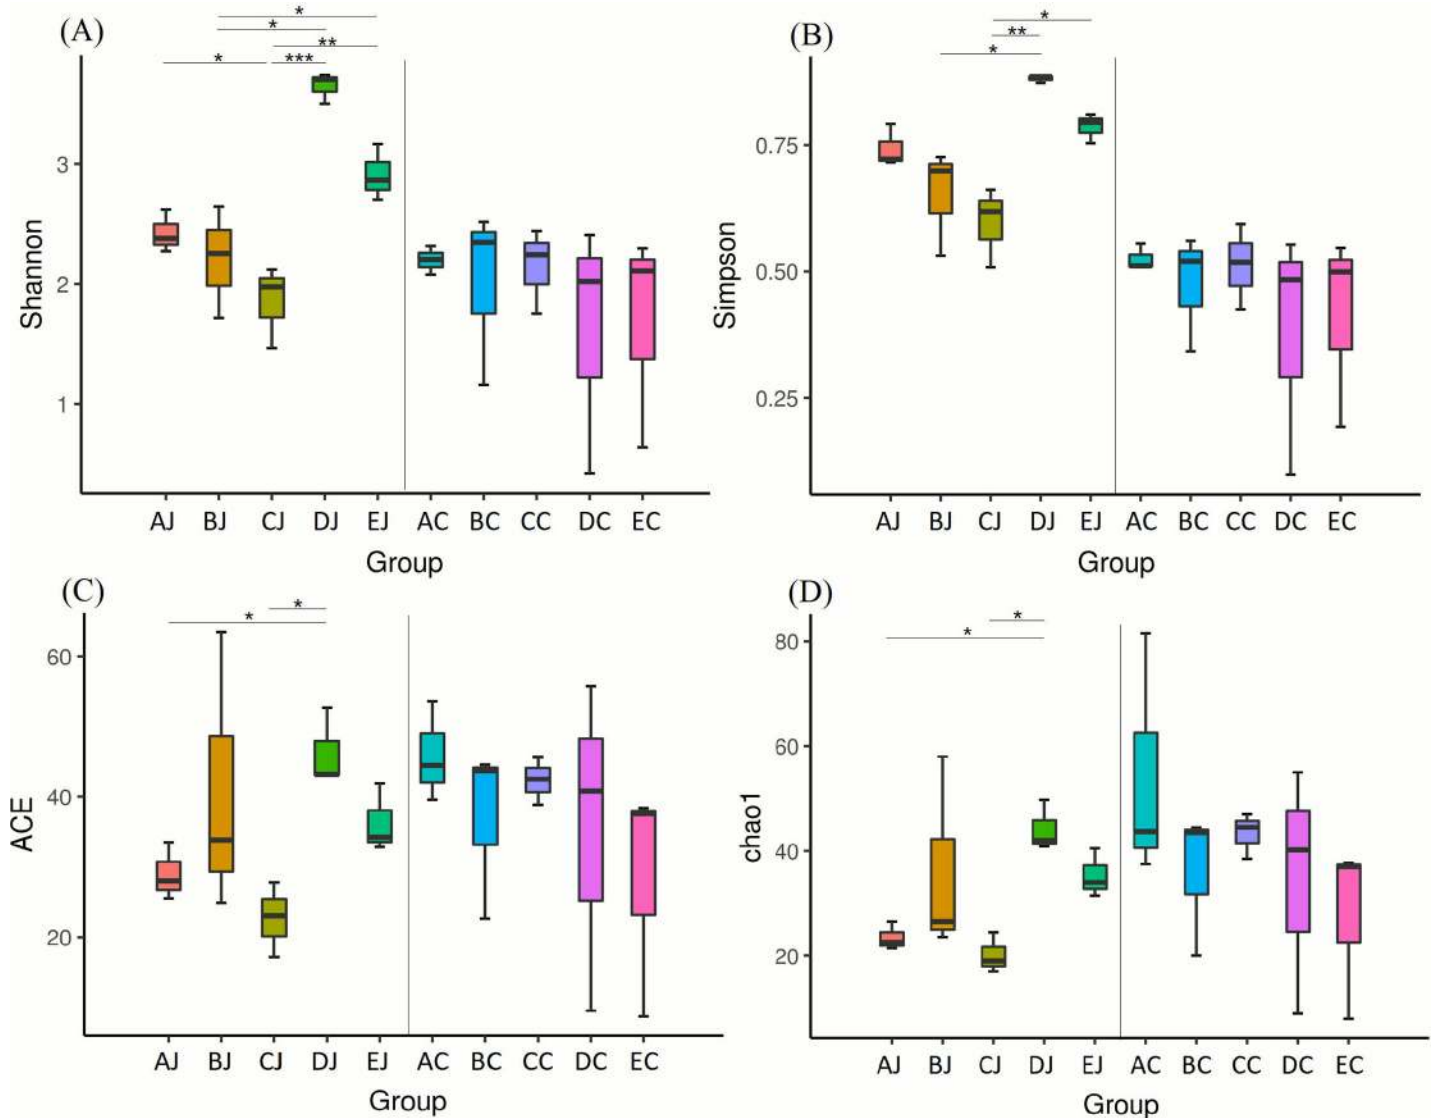 (A)
*
*
**
* ***
Shannon
3
2
1
AJ BJ CJ DJ EJ AC BC CC DC EC
Group
(B)
*
**
*
Simpson
0.75
0.50
0.25
AJ BJ CJ DJ EJ AC BC CC DC EC
Group
(C)
*
*
ACE
60
40
20
AJ BJ CJ DJ EJ AC BC CC DC EC
Group
(D)
*
*
chao1
80
60
40
20
AJ BJ CJ DJ EJ AC BC CC DC EC
Group